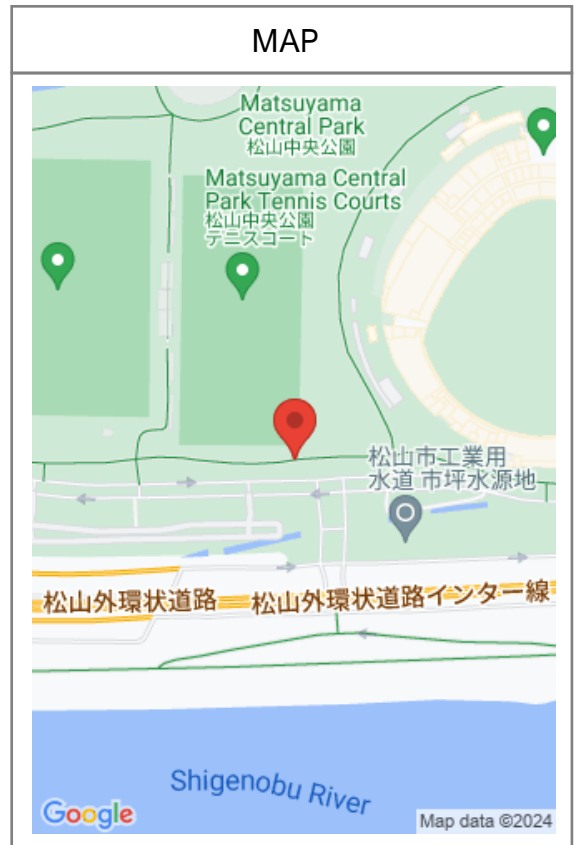 MAP
Matsuyama
Central Park
松山中央公園
Matsuyama Central
Park Tennis Courts
松山中央公園
テニスコート
松山市工業用
水道 市坪水源地
松山外環状道路
松山外環状道路インター線
Shigenobu River
Google
Map data ©2024